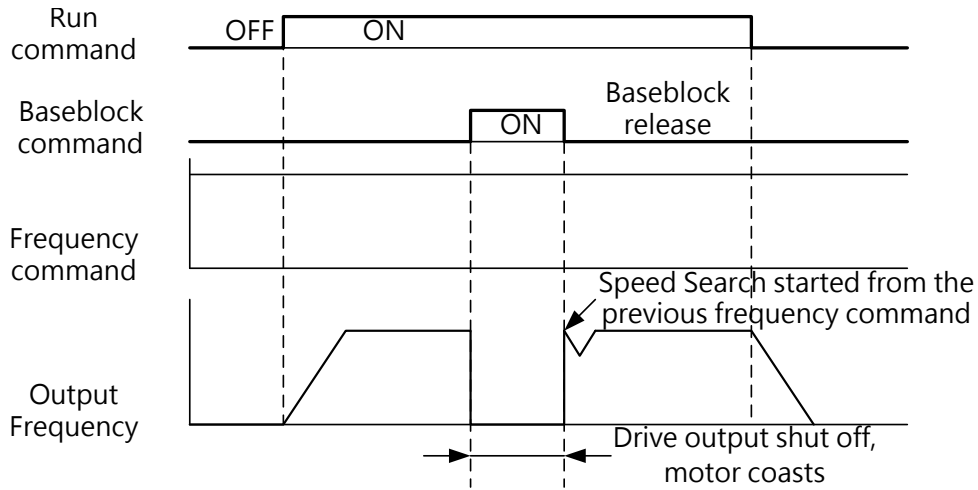 Run
command
OFF
ON
Baseblock
command
ON
Baseblock
release
Frequency
command
Speed Search started from the
previous frequency command
Output
Frequency
Drive output shut off,
motor coasts